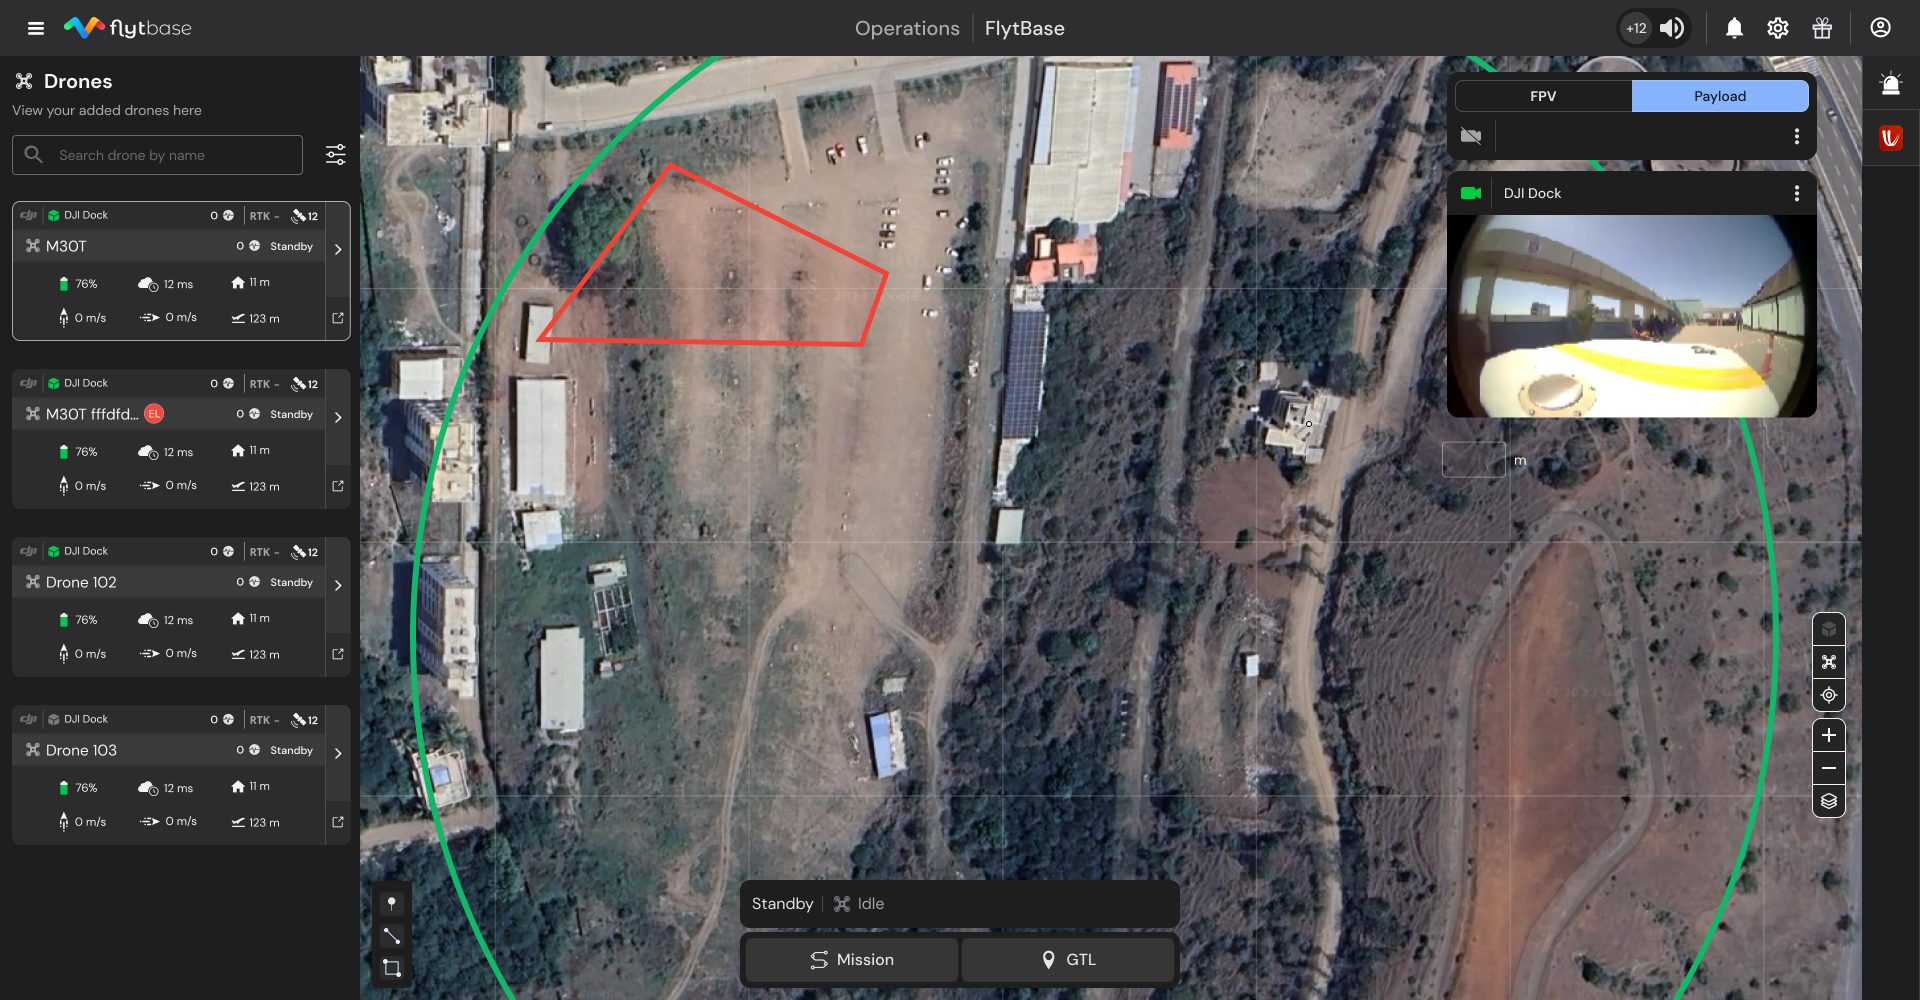 flytbase
Operations
FlytBase
+12
Drones
View your added drones here
Search drone by name
dji
DJI Dock
0
RTK -
12
M30T
0
Standby
76%
12 ms
11 m
0 m/s
0 m/s
123 m
dji
DJI Dock
0
RTK -
12
M30T fffdfd...
EL
0
Standby
76%
12 ms
11 m
0 m/s
0 m/s
123 m
dji
DJI Dock
0
RTK -
12
Drone 102
0
Standby
76%
12 ms
11 m
0 m/s
0 m/s
123 m
dji
DJI Dock
0
RTK -
12
Drone 103
0
Standby
76%
12 ms
11 m
0 m/s
0 m/s
123 m
FPV
Payload
DJI Dock
m
Standby
Idle
Mission
GTL